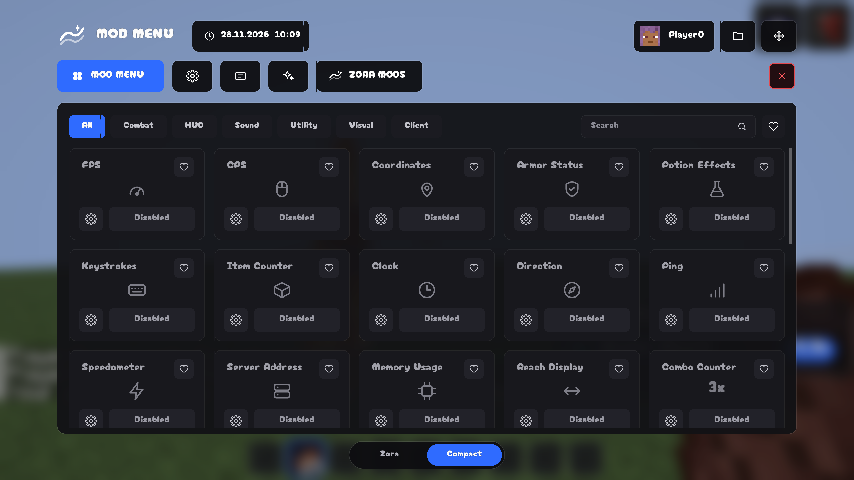 MOD MENU
28.11.2026 10:09
Player0
MOD MENU
ZORA MODS
All
Combat
HUD
Sound
Utility
Visual
Client
Search
FPS
CPS
Coordinates
Armor Status
Potion Effects
Disabled
Disabled
Disabled
Disabled
Disabled
Keystrokes
Item Counter
Clock
Direction
Ping
Disabled
Disabled
Disabled
Disabled
Disabled
Speedometer
Server Address
Memory Usage
Reach Display
Combo Counter
3x
Disabled
Disabled
Disabled
Disabled
Disabled
Zora
Compact